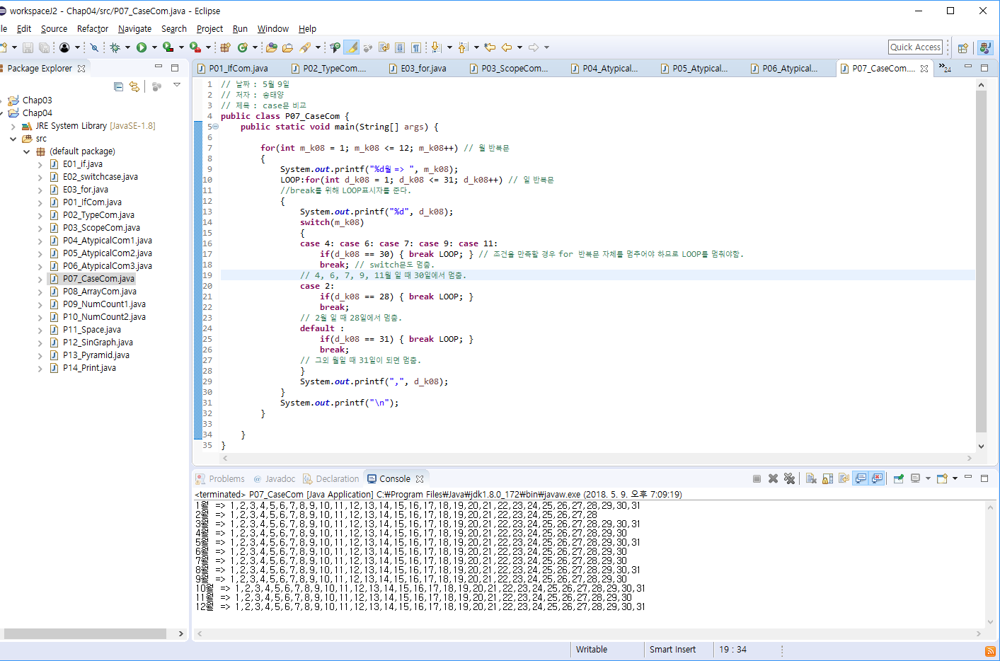 workspaceJ2 - Chap04/src/P07_CaseCom.java - Eclipse
le Edit Source Refactor Navigate Search Project Run Window Help
Quick Access
Package Explorer
Chap03
Chap04
JRE System Library [JavaSE-1.8]
src
(default package)
E01_if.java
E02_switchcase.java
E03_for.java
P01_IfCom.java
P02_TypeCom.java
P03_ScopeCom.java
P04_AtypicalCom1.java
P05_AtypicalCom2.java
P06_AtypicalCom3.java
P07_CaseCom.java
P08_ArrayCom.java
P09_NumCount1.java
P10_NumCount2.java
P11_Space.java
P12_SinGraph.java
P13_Pyramid.java
P14_Print.java
P01_IfCom.java P02_TypeCom.... E03_for.java P03_ScopeCom... P04_Atypical... P05_Atypical... P06_Atypical... P07_CaseCom.... »24
1 // 날짜 : 5월 9일
2 // 저자 : 송태양
3 // 제목 : case문 비교
4 public class P07_CaseCom {
5 public static void main(String[] args) {
6
7 for(int m_k08 = 1; m_k08 <= 12; m_k08++) // 월 반복문
8 {
9 System.out.printf("%d월 => ", m_k08);
10 LOOP:for(int d_k08 = 1; d_k08 <= 31; d_k08++) // 일 반복문
11 //break를 위해 LOOP표시자를 준다.
12 {
13 System.out.printf("%d", d_k08);
14 switch(m_k08)
15 {
16 case 4: case 6: case 7: case 9: case 11:
17 if(d_k08 == 30) { break LOOP; } // 조건을 만족할 경우 for 반복문 자체를 멈추어야 하므로 LOOP를 멈춰야함.
18 break; // switch문도 멈춤.
19 // 4, 6, 7, 9, 11월 일 때 30일에서 멈춤.
20 case 2:
21 if(d_k08 == 28) { break LOOP; }
22 break;
23 // 2월 일 때 28일에서 멈춤.
24 default :
25 if(d_k08 == 31) { break LOOP; }
26 break;
27 // 그외 월일 때 31일이 되면 멈춤.
28 }
29 System.out.printf(",", d_k08);
30 }
31 System.out.printf("\n");
32 }
33
34 }
35 }
Problems @ Javadoc Declaration Console
<terminated> P07_CaseCom [Java Application] C:₩Program Files₩Java₩jdk1.8.0_172₩bin₩javaw.exe (2018. 5. 9. 오후 7:09:19)
1월 => 1,2,3,4,5,6,7,8,9,10,11,12,13,14,15,16,17,18,19,20,21,22,23,24,25,26,27,28,29,30,31
2월 => 1,2,3,4,5,6,7,8,9,10,11,12,13,14,15,16,17,18,19,20,21,22,23,24,25,26,27,28
3월 => 1,2,3,4,5,6,7,8,9,10,11,12,13,14,15,16,17,18,19,20,21,22,23,24,25,26,27,28,29,30,31
4월 => 1,2,3,4,5,6,7,8,9,10,11,12,13,14,15,16,17,18,19,20,21,22,23,24,25,26,27,28,29,30
5월 => 1,2,3,4,5,6,7,8,9,10,11,12,13,14,15,16,17,18,19,20,21,22,23,24,25,26,27,28,29,30,31
6월 => 1,2,3,4,5,6,7,8,9,10,11,12,13,14,15,16,17,18,19,20,21,22,23,24,25,26,27,28,29,30
7월 => 1,2,3,4,5,6,7,8,9,10,11,12,13,14,15,16,17,18,19,20,21,22,23,24,25,26,27,28,29,30
8월 => 1,2,3,4,5,6,7,8,9,10,11,12,13,14,15,16,17,18,19,20,21,22,23,24,25,26,27,28,29,30,31
9월 => 1,2,3,4,5,6,7,8,9,10,11,12,13,14,15,16,17,18,19,20,21,22,23,24,25,26,27,28,29,30
10월 => 1,2,3,4,5,6,7,8,9,10,11,12,13,14,15,16,17,18,19,20,21,22,23,24,25,26,27,28,29,30,31
11월 => 1,2,3,4,5,6,7,8,9,10,11,12,13,14,15,16,17,18,19,20,21,22,23,24,25,26,27,28,29,30
12월 => 1,2,3,4,5,6,7,8,9,10,11,12,13,14,15,16,17,18,19,20,21,22,23,24,25,26,27,28,29,30,31
Writable Smart Insert 19 : 34